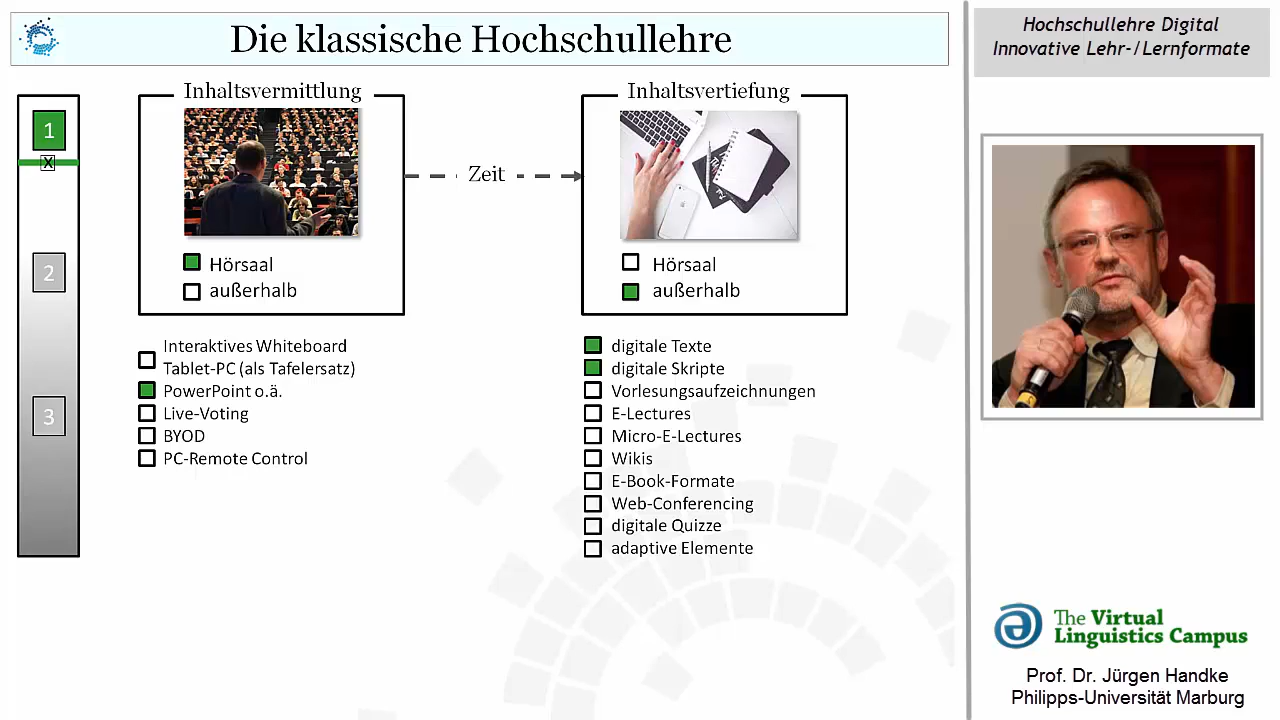 Die klassische Hochschullehre
Hochschullehre Digital
Innovative Lehr-/Lernformate
1
X
2
3
Inhaltsvermittlung
Hörsaal
außerhalb
Zeit
Inhaltsvertiefung
Hörsaal
außerhalb
Interaktives Whiteboard
Tablet-PC (als Tafelersatz)
PowerPoint o.ä.
Live-Voting
BYOD
PC-Remote Control
digitale Texte
digitale Skripte
Vorlesungsaufzeichnungen
E-Lectures
Micro-E-Lectures
Wikis
E-Book-Formate
Web-Conferencing
digitale Quizze
adaptive Elemente
The Virtual
Linguistics Campus
Prof. Dr. Jürgen Handke
Philipps-Universität Marburg